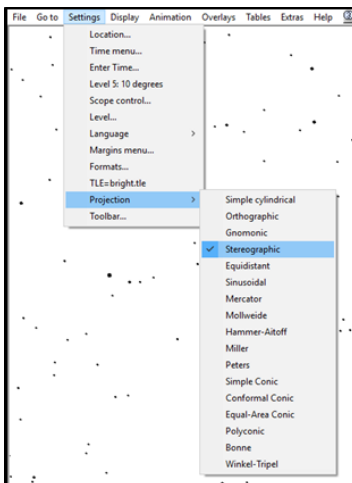 File Go to Settings Display Animation Overlays Tables Extras Help
Location...
Time menu...
Enter Time...
Level 5: 10 degrees
Scope control...
Level...
Language
Margins menu...
Formats...
TLE=bright.tle
Projection
Toolbar...
Simple cylindrical
Orthographic
Gnomonic
Stereographic
Equidistant
Sinusoidal
Mercator
Mollweide
Hammer-Aitoff
Miller
Peters
Simple Conic
Conformal Conic
Equal-Area Conic
Polyconic
Bonne
Winkel-Tripel